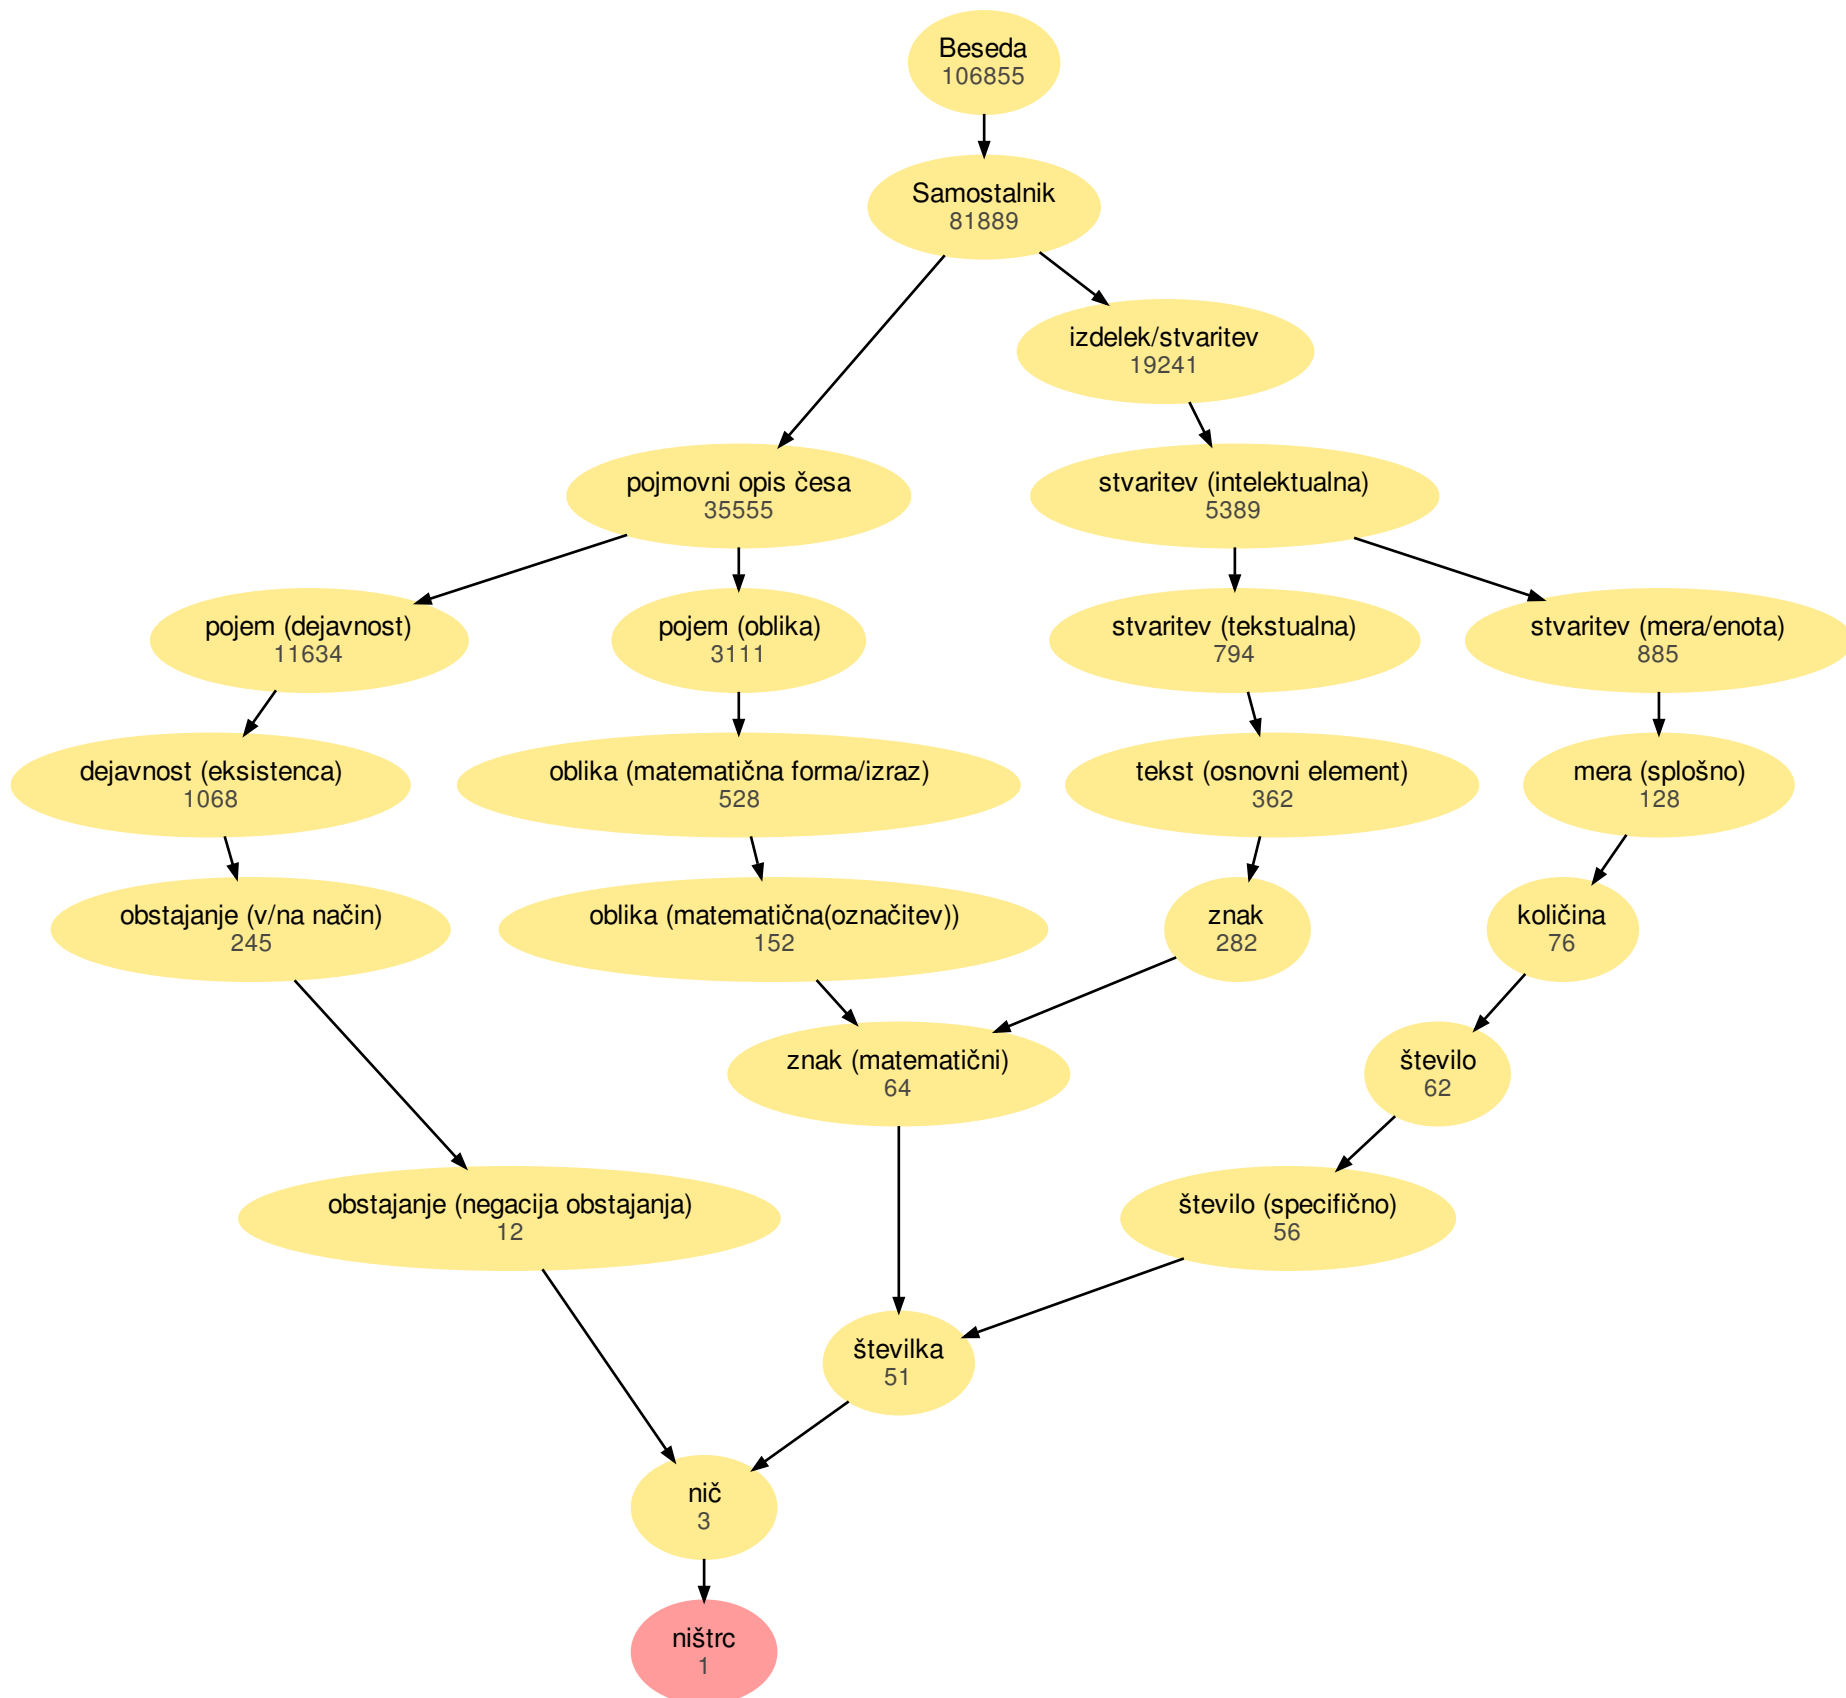 Beseda
106855
Samostalnik
81889
izdelek/stvaritev
19241
pojmovni opis česa
35555
stvaritev (intelektualna)
5389
pojem (dejavnost)
11634
pojem (oblika)
3111
stvaritev (tekstualna)
794
stvaritev (mera/enota)
885
dejavnost (eksistenca)
1068
oblika (matematična forma/izraz)
528
tekst (osnovni element)
362
mera (splošno)
128
obstajanje (v/na način)
245
oblika (matematična(označitev))
152
znak
282
količina
76
znak (matematični)
64
število
62
obstajanje (negacija obstajanja)
12
število (specifično)
56
številka
51
nič
3
ništrc
1